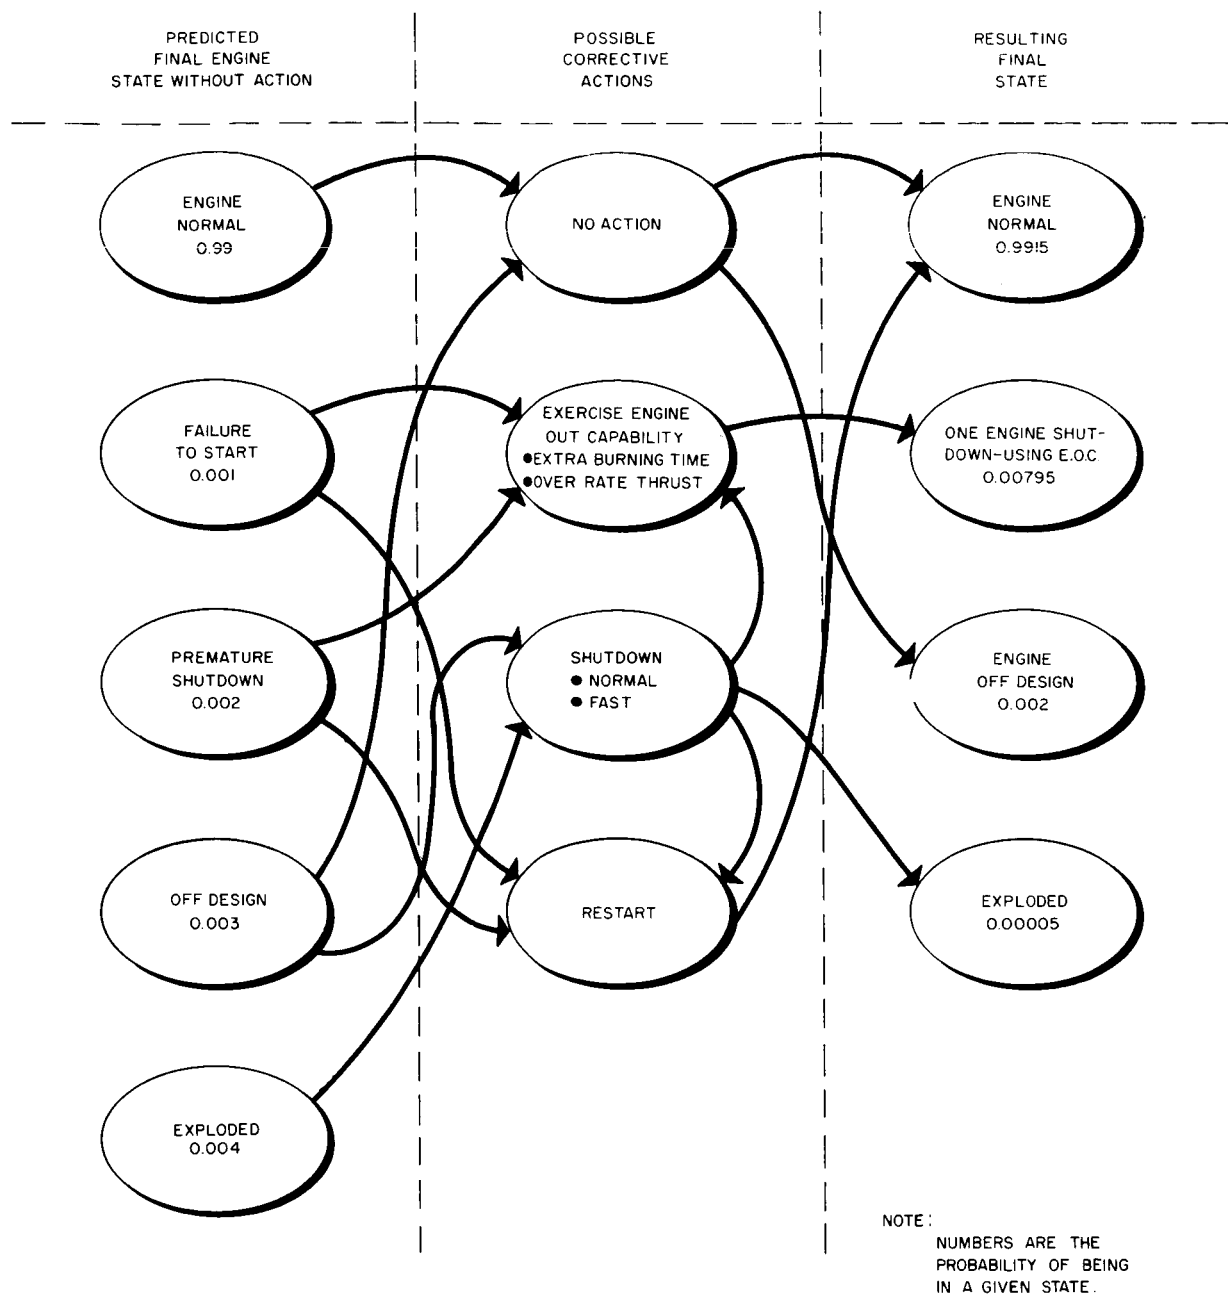 PREDICTED
FINAL ENGINE
STATE WITHOUT ACTION
POSSIBLE
CORRECTIVE
ACTIONS
RESULTING
FINAL
STATE
ENGINE
NORMAL
0.99
NO ACTION
ENGINE
NORMAL
0.9915
FAILURE
TO START
0.001
EXERCISE ENGINE
OUT CAPABILITY
●EXTRA BURNING TIME
●OVER RATE THRUST
ONE ENGINE SHUT-
DOWN-USING E.O.C.
0.00795
PREMATURE
SHUTDOWN
0.002
SHUTDOWN
● NORMAL
● FAST
ENGINE
OFF DESIGN
0.002
OFF DESIGN
0.003
RESTART
EXPLODED
0.00005
EXPLODED
0.004
NOTE:
NUMBERS ARE THE
PROBABILITY OF BEING
IN A GIVEN STATE.